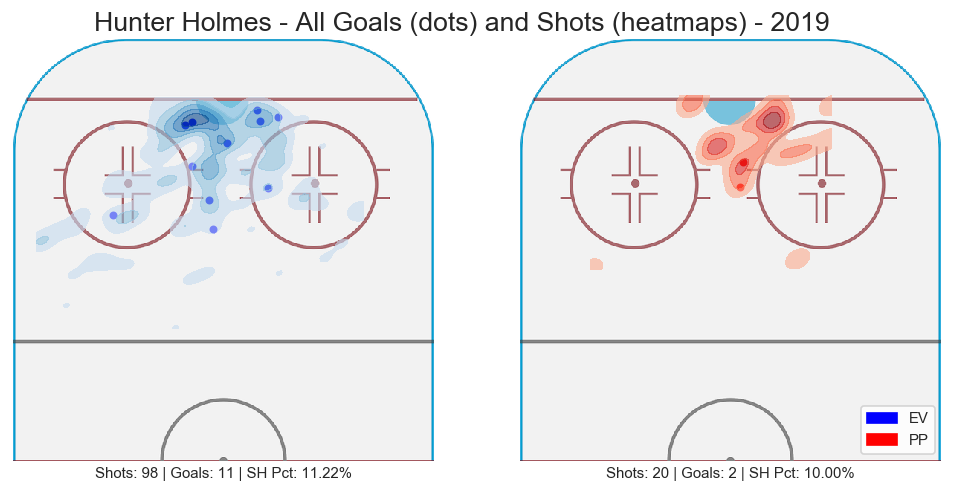 Hunter Holmes - All Goals (dots) and Shots (heatmaps) - 2019
EV
PP
Shots: 98 | Goals: 11 | SH Pct: 11.22%
Shots: 20 | Goals: 2 | SH Pct: 10.00%